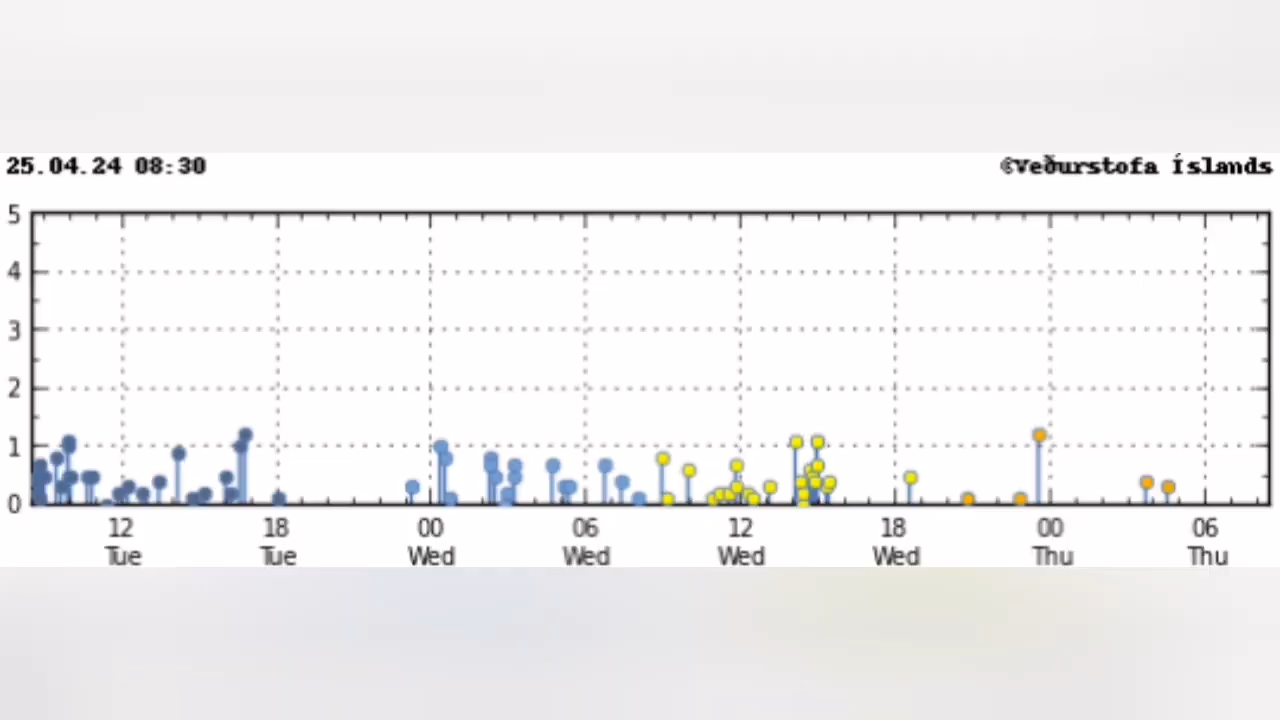 25.04.24 08:30 ©Veðurstofa Íslands
5
4
3
2
1
0
12 18 00 06 12 18 00 06
Tue Tue Wed Wed Wed Wed Thu Thu